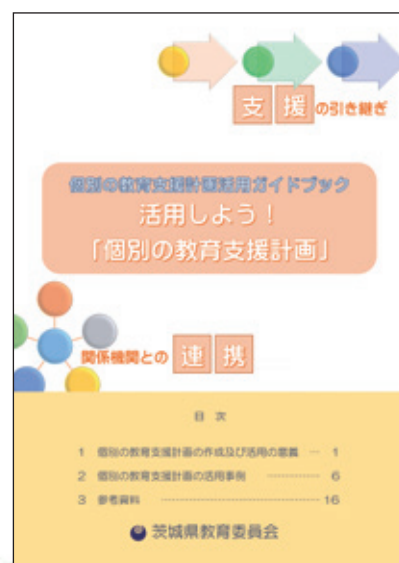 支援の引き継ぎ
個別の教育支援計画活用ガイドブック
活用しよう！
「個別の教育支援計画」
関係機関との連携
目 次
1 個別の教育支援計画の作成及び活用の意義 … 1
2 個別の教育支援計画の活用事例 ………… 6
3 参考資料 ……………………… 16
茨城県教育委員会